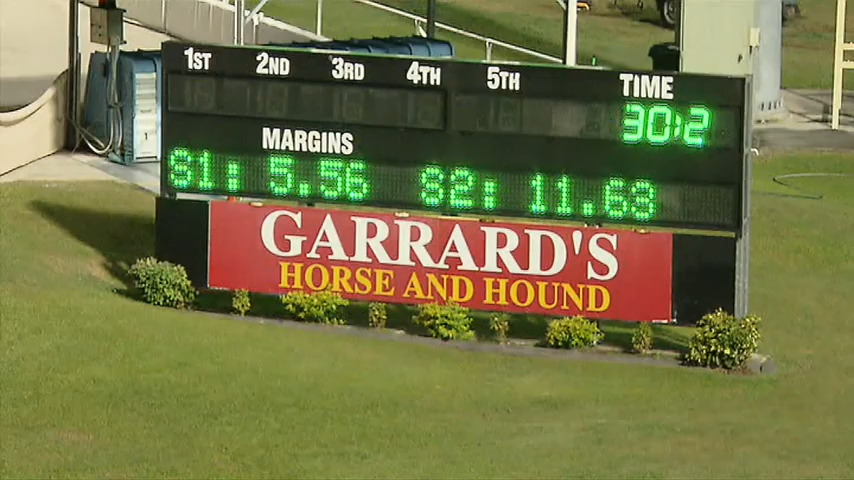 1ST 2ND 3RD 4TH 5TH TIME
30:2
MARGINS
S1: 5.56 S2: 11.63
GARRARD'S
HORSE AND HOUND